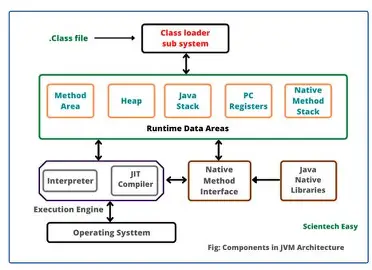 .Class file
Class loader
sub system
Method
Area
Heap
Java
Stack
PC
Registers
Native
Method
Stack
Runtime Data Areas
Interpreter
JIT
Compiler
Native
Method
Interface
Java
Native
Libraries
Execution Engine
Operating Systtem
Scientech Easy
Fig: Components in JVM Architecture